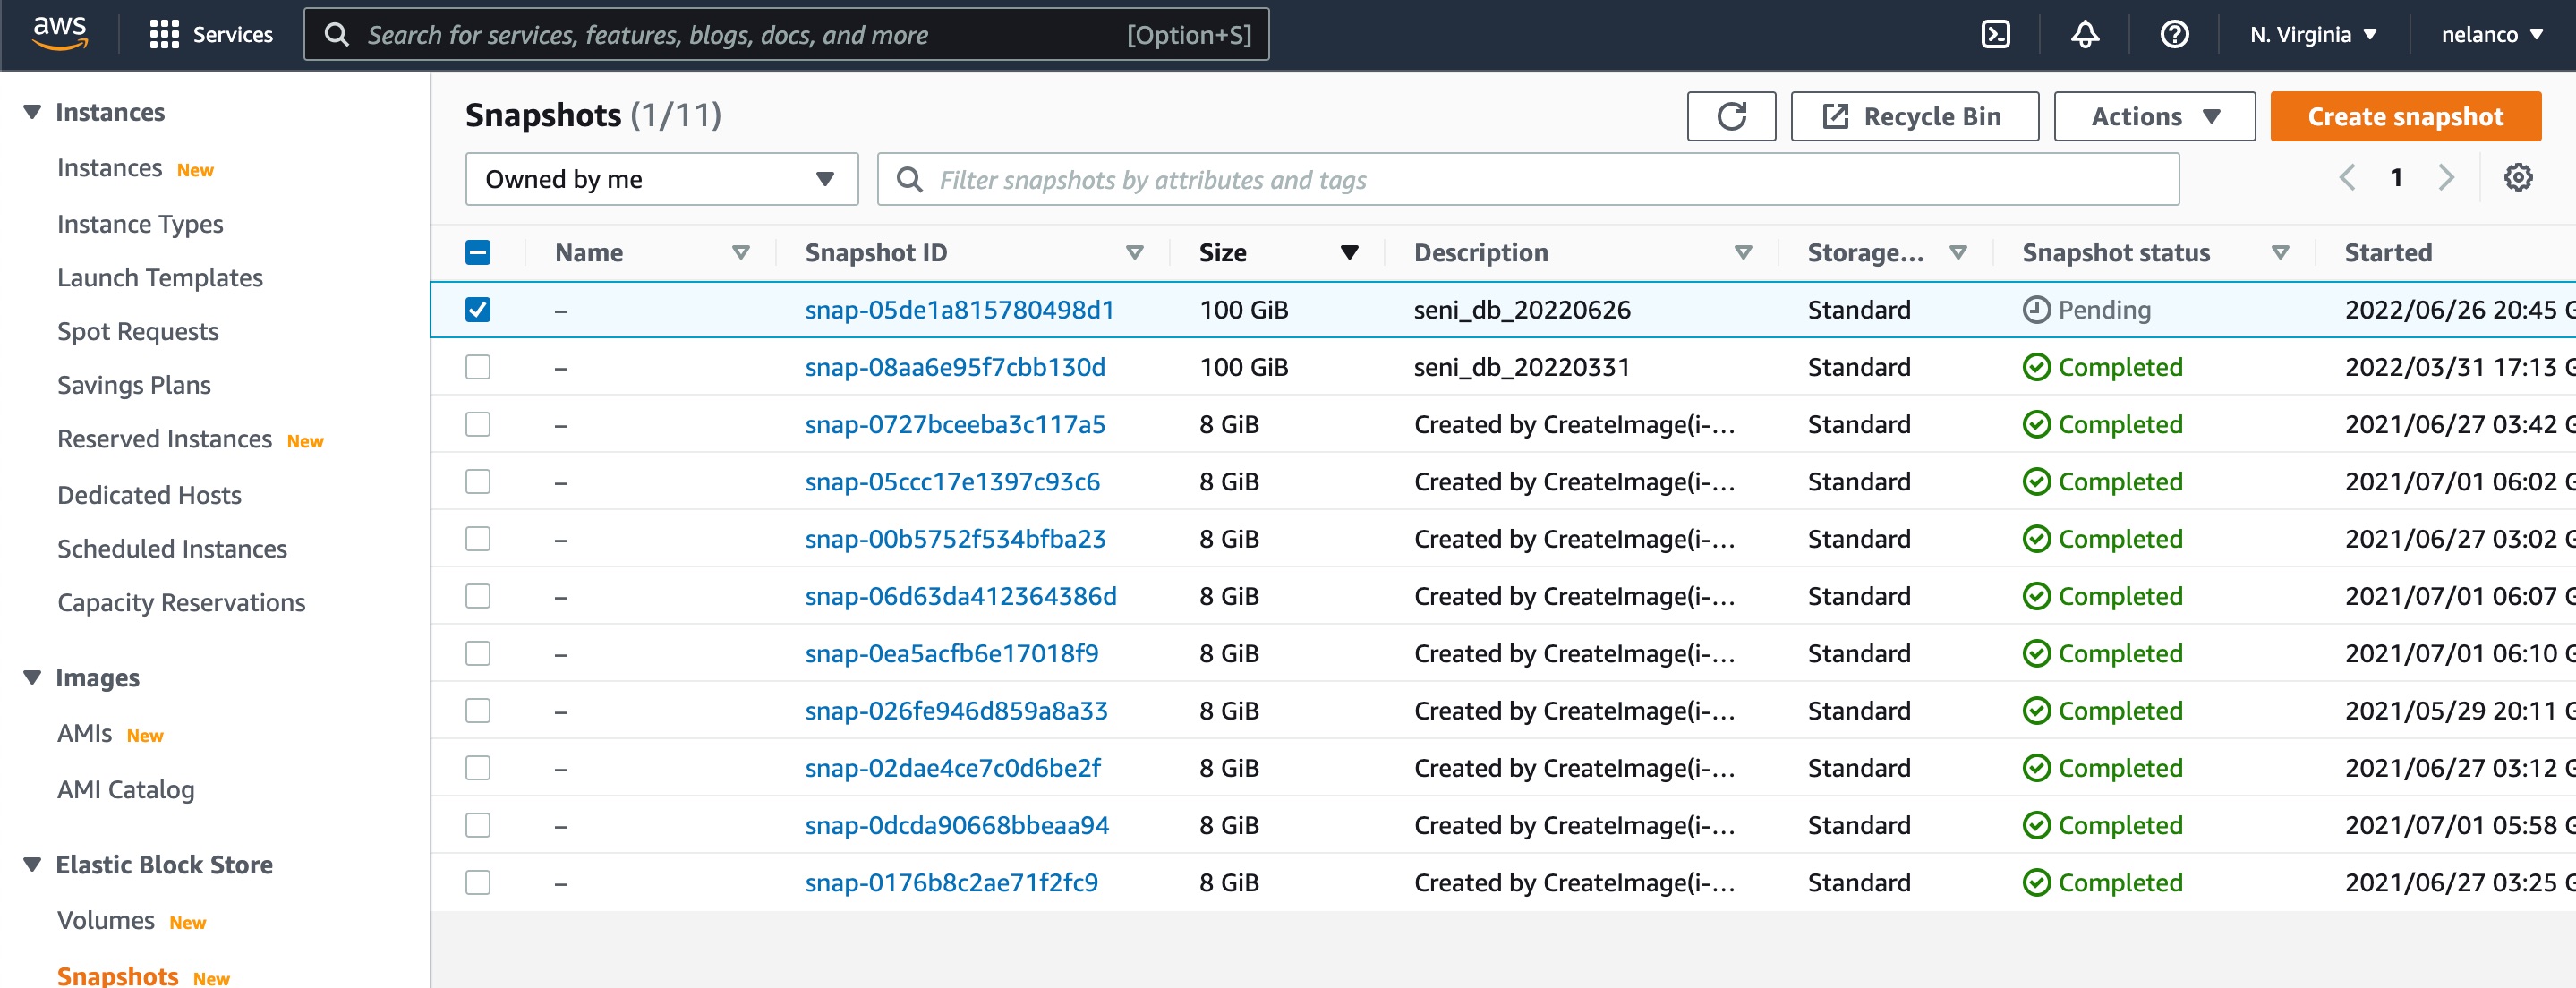 aws Services Search for services, features, blogs, docs, and more [Option+S] N. Virginia nelanco
Instances
Instances New
Instance Types
Launch Templates
Spot Requests
Savings Plans
Reserved Instances New
Dedicated Hosts
Scheduled Instances
Capacity Reservations
Images
AMIs New
AMI Catalog
Elastic Block Store
Volumes New
Snapshots New
Snapshots (1/11) Recycle Bin Actions Create snapshot
Owned by me Filter snapshots by attributes and tags 1
Name Snapshot ID Size Description Storage... Snapshot status Started
– snap-05de1a815780498d1 100 GiB seni_db_20220626 Standard Pending 2022/06/26 20:45 G
– snap-08aa6e95f7cbb130d 100 GiB seni_db_20220331 Standard Completed 2022/03/31 17:13 G
– snap-0727bceeba3c117a5 8 GiB Created by CreateImage(i-... Standard Completed 2021/06/27 03:42 G
– snap-05ccc17e1397c93c6 8 GiB Created by CreateImage(i-... Standard Completed 2021/07/01 06:02 G
– snap-00b5752f534bfba23 8 GiB Created by CreateImage(i-... Standard Completed 2021/06/27 03:02 G
– snap-06d63da412364386d 8 GiB Created by CreateImage(i-... Standard Completed 2021/07/01 06:07 G
– snap-0ea5acfb6e17018f9 8 GiB Created by CreateImage(i-... Standard Completed 2021/07/01 06:10 G
– snap-026fe946d859a8a33 8 GiB Created by CreateImage(i-... Standard Completed 2021/05/29 20:11 G
– snap-02dae4ce7c0d6be2f 8 GiB Created by CreateImage(i-... Standard Completed 2021/06/27 03:12 G
– snap-0dcda90668bbeaa94 8 GiB Created by CreateImage(i-... Standard Completed 2021/07/01 05:58 G
– snap-0176b8c2ae71f2fc9 8 GiB Created by CreateImage(i-... Standard Completed 2021/06/27 03:25 G